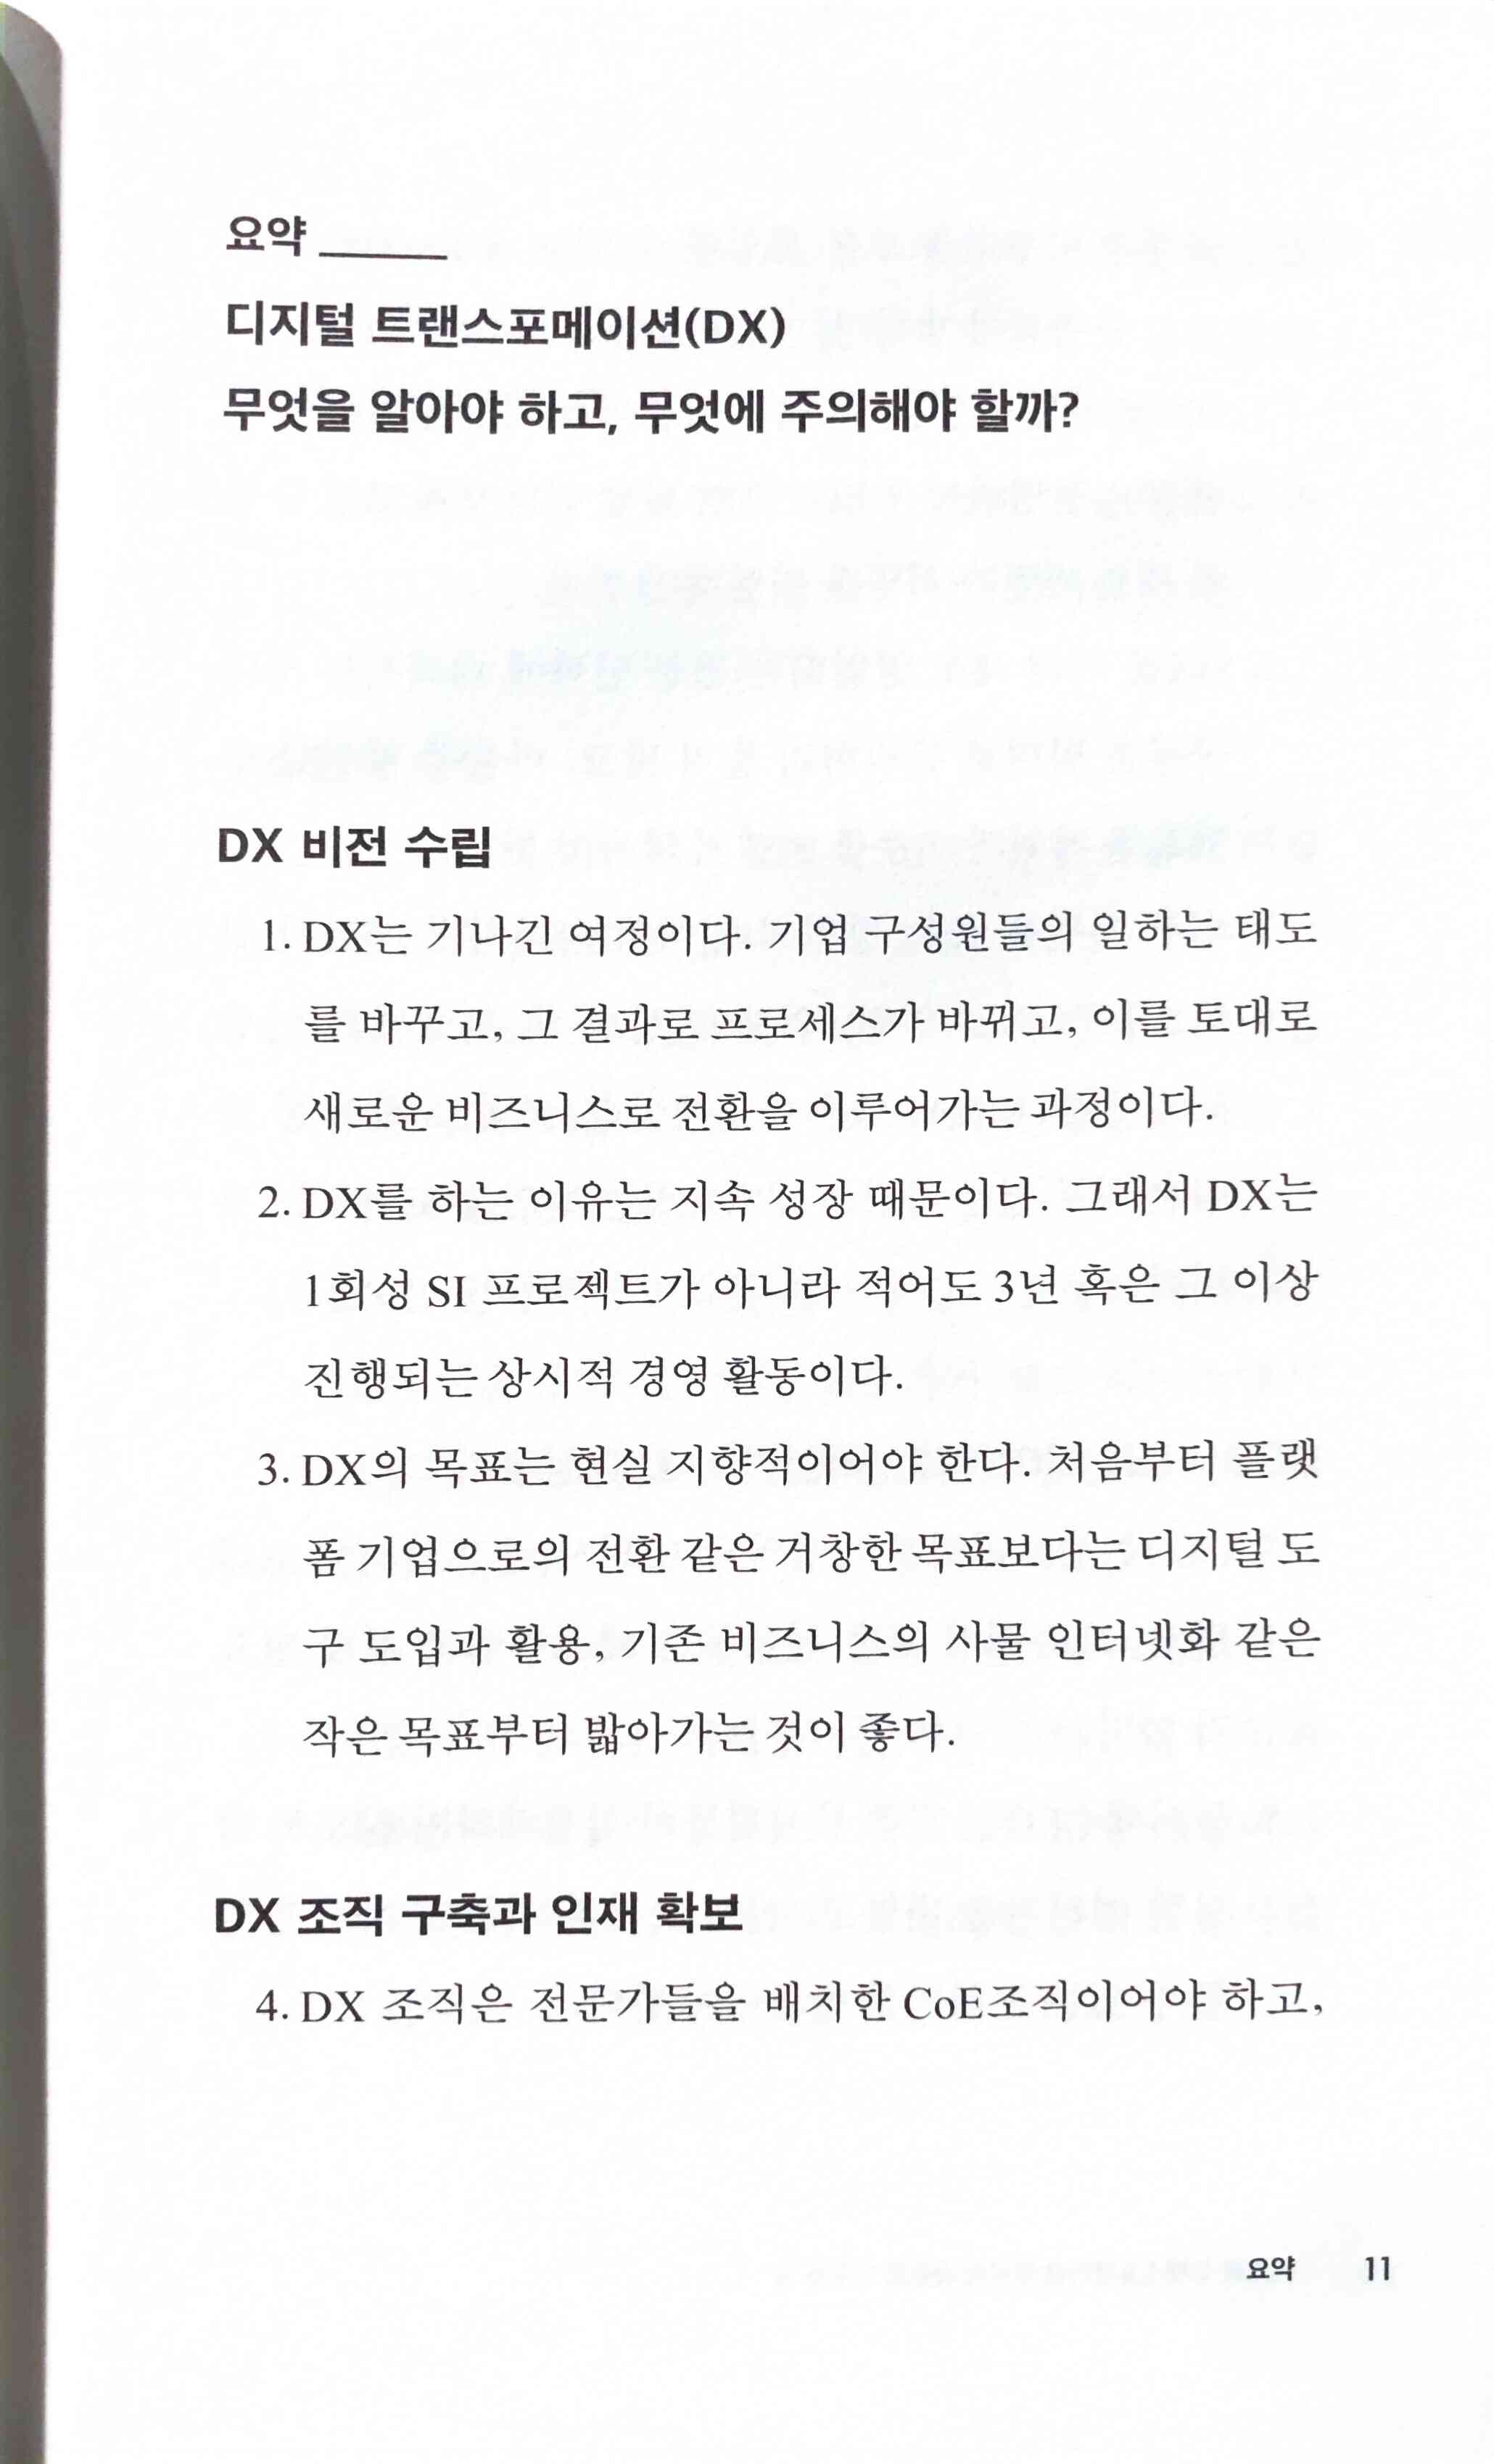 요약
디지털 트랜스포메이션(DX)
무엇을 알아야 하고, 무엇에 주의해야 할까?
DX 비전 수립
1. DX는 기나긴 여정이다. 기업 구성원들의 일하는 태도
를 바꾸고, 그 결과로 프로세스가 바뀌고, 이를 토대로
새로운 비즈니스로 전환을 이루어가는 과정이다.
2. DX를 하는 이유는 지속 성장 때문이다. 그래서 DX는
1회성 SI 프로젝트가 아니라 적어도 3년 혹은 그 이상
진행되는 상시적 경영 활동이다.
3. DX의 목표는 현실 지향적이어야 한다. 처음부터 플랫
폼 기업으로의 전환 같은 거창한 목표보다는 디지털 도
구 도입과 활용, 기존 비즈니스의 사물 인터넷화 같은
작은 목표부터 밟아가는 것이 좋다.
DX 조직 구축과 인재 확보
4. DX 조직은 전문가들을 배치한 CoE조직이어야 하고,
요약 11